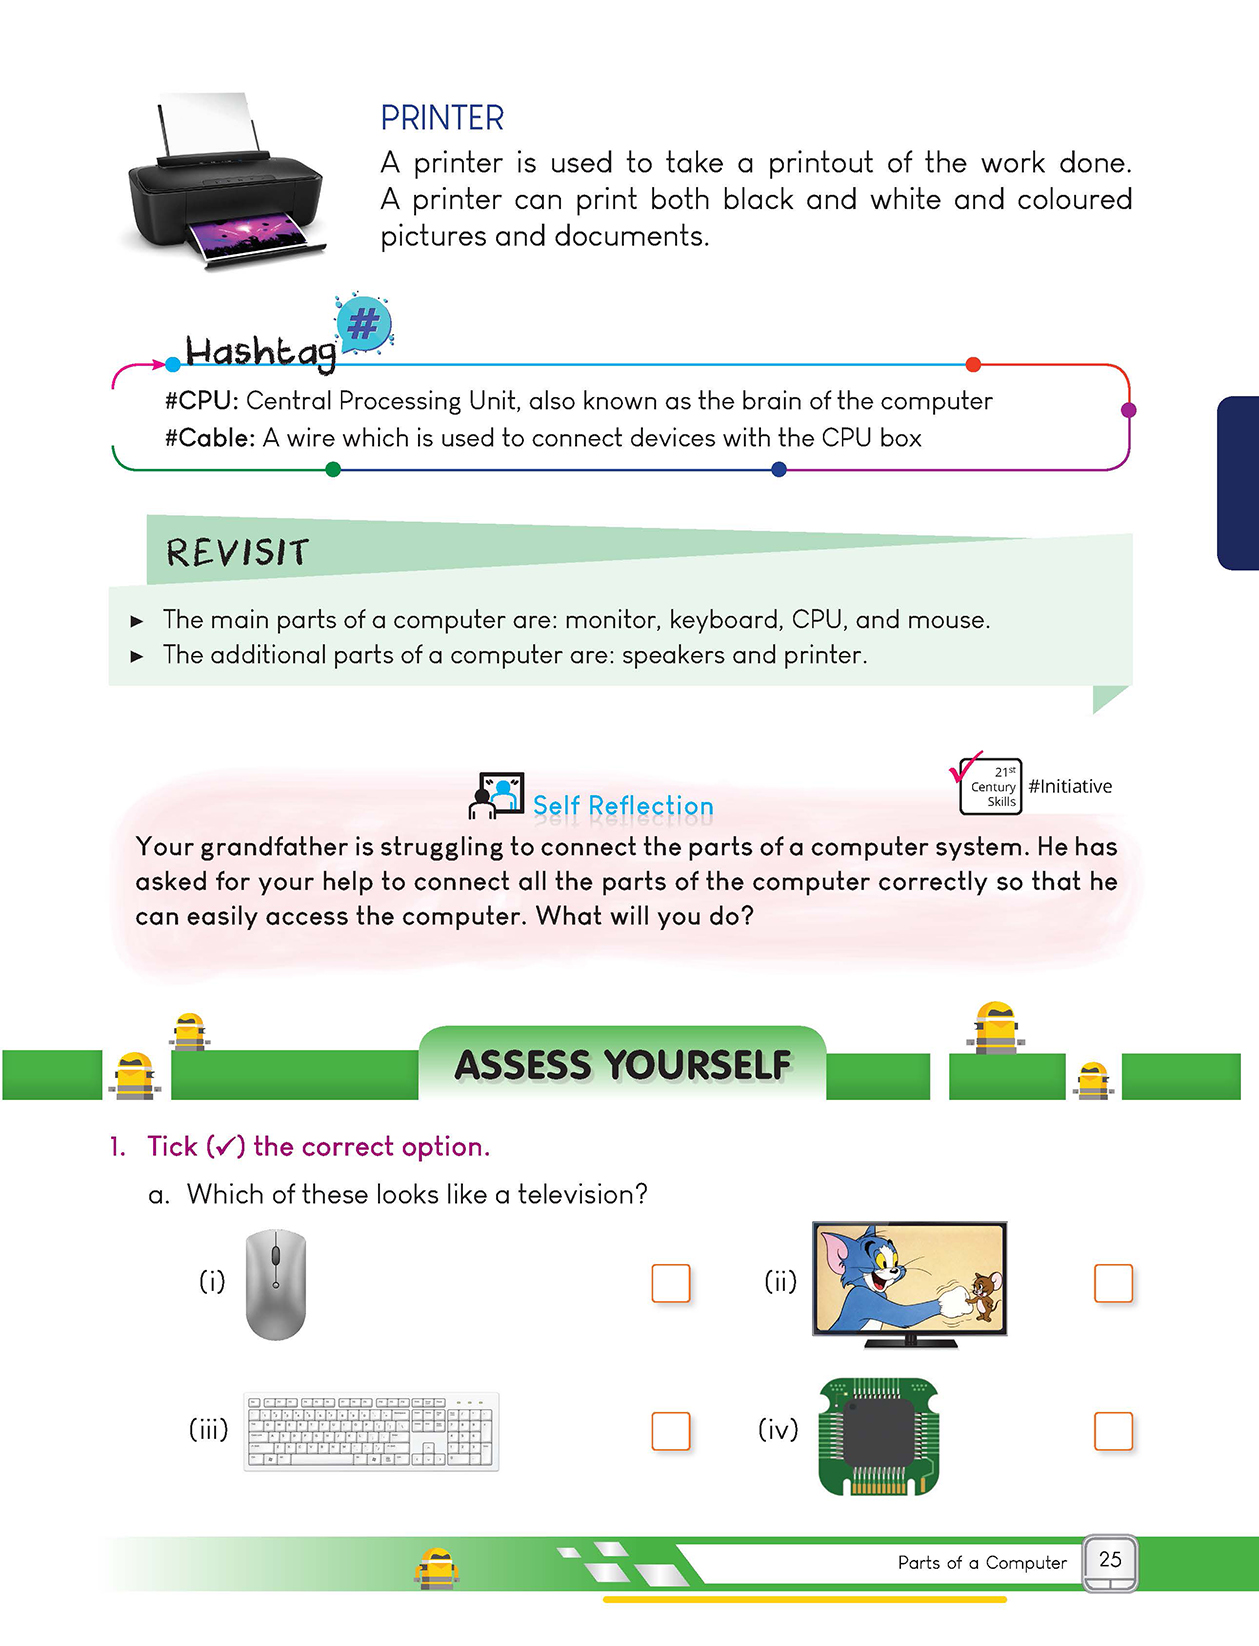 PRINTER
A printer is used to take a printout of the work done.
A printer can print both black and white and coloured
pictures and documents.
#
Hashtag
#CPU: Central Processing Unit, also known as the brain of the computer
#Cable: A wire which is used to connect devices with the CPU box
REVISIT
► The main parts of a computer are: monitor, keyboard, CPU, and mouse.
► The additional parts of a computer are: speakers and printer.
21st
Century
Skills
#Initiative
Self Reflection
Your grandfather is struggling to connect the parts of a computer system. He has
asked for your help to connect all the parts of the computer correctly so that he
can easily access the computer. What will you do?
ASSESS YOURSELF
1. Tick (✓) the correct option.
a. Which of these looks like a television?
(i)
(ii)
(iii)
(iv)
Parts of a Computer
25